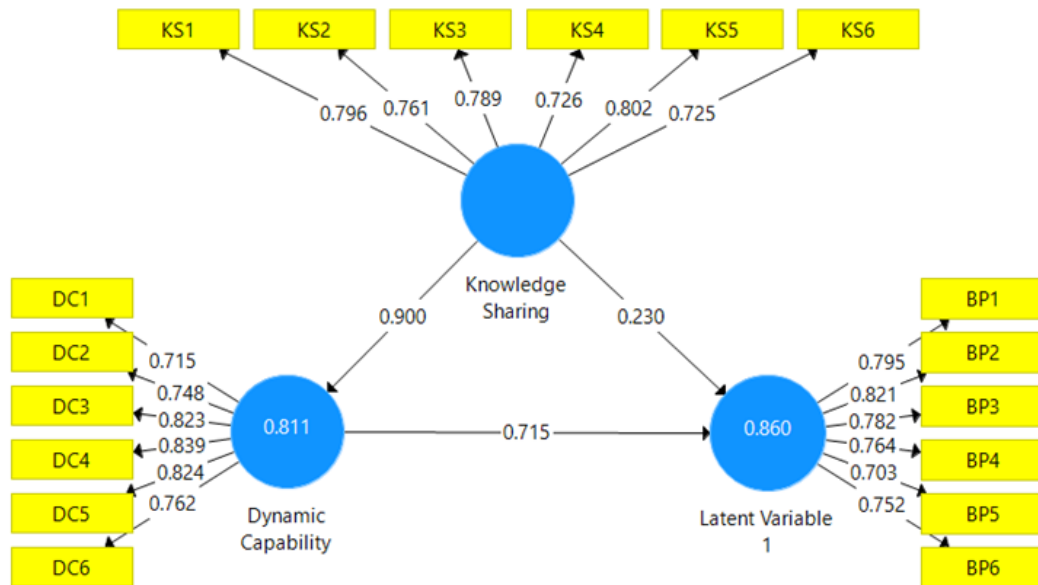 KS1 KS2 KS3 KS4 KS5 KS6
0.796 0.761 0.789 0.726 0.802 0.725
Knowledge
Sharing
0.900 0.230
DC1
DC2
DC3
DC4
DC5
DC6
0.715
0.748
0.823
0.839
0.824
0.762
0.811
Dynamic
Capability
0.715
0.860
Latent Variable
1
0.795
0.821
0.782
0.764
0.703
0.752
BP1
BP2
BP3
BP4
BP5
BP6